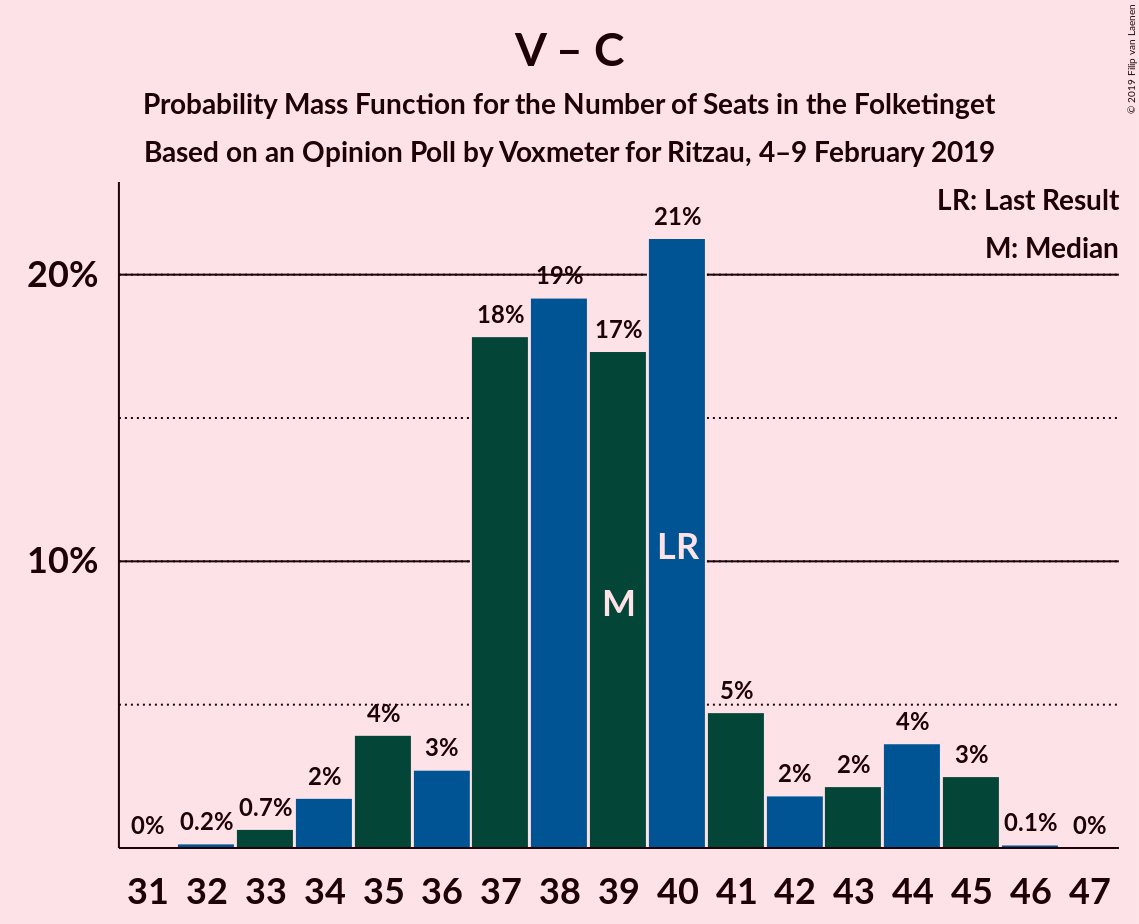 V – C
Probability Mass Function for the Number of Seats in the Folketinget
Based on an Opinion Poll by Voxmeter for Ritzau, 4–9 February 2019
© 2019 Filip van Laenen
LR: Last Result
M: Median
20%
10%
0% 0.2% 0.7% 2% 4% 3% 18% 19% 17% 21% 5% 2% 2% 4% 3% 0.1% 0%
LR
M
31 32 33 34 35 36 37 38 39 40 41 42 43 44 45 46 47